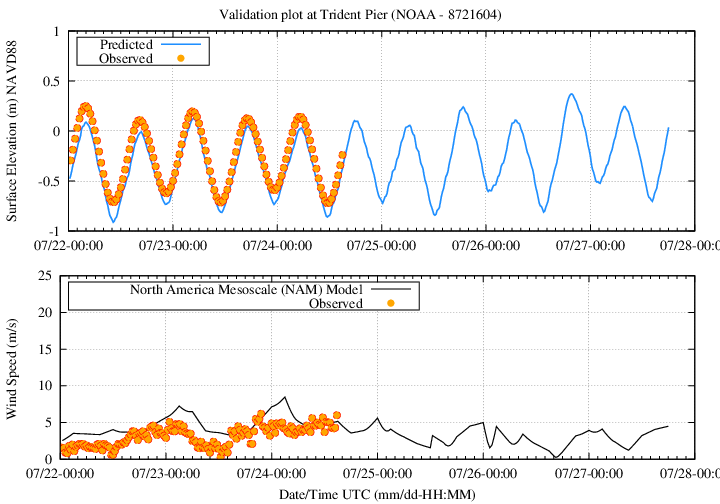 Validation plot at Trident Pier (NOAA - 8721604)
Surface Elevation (m) NAVD88
1
0.5
0
-0.5
-1
Predicted
Observed
07/22-00:00 07/23-00:00 07/24-00:00 07/25-00:00 07/26-00:00 07/27-00:00 07/28-0
Wind Speed (m/s)
25
20
15
10
5
0
North America Mesoscale (NAM) Model
Observed
07/22-00:00 07/23-00:00 07/24-00:00 07/25-00:00 07/26-00:00 07/27-00:00 07/28-0
Date/Time UTC (mm/dd-HH:MM)